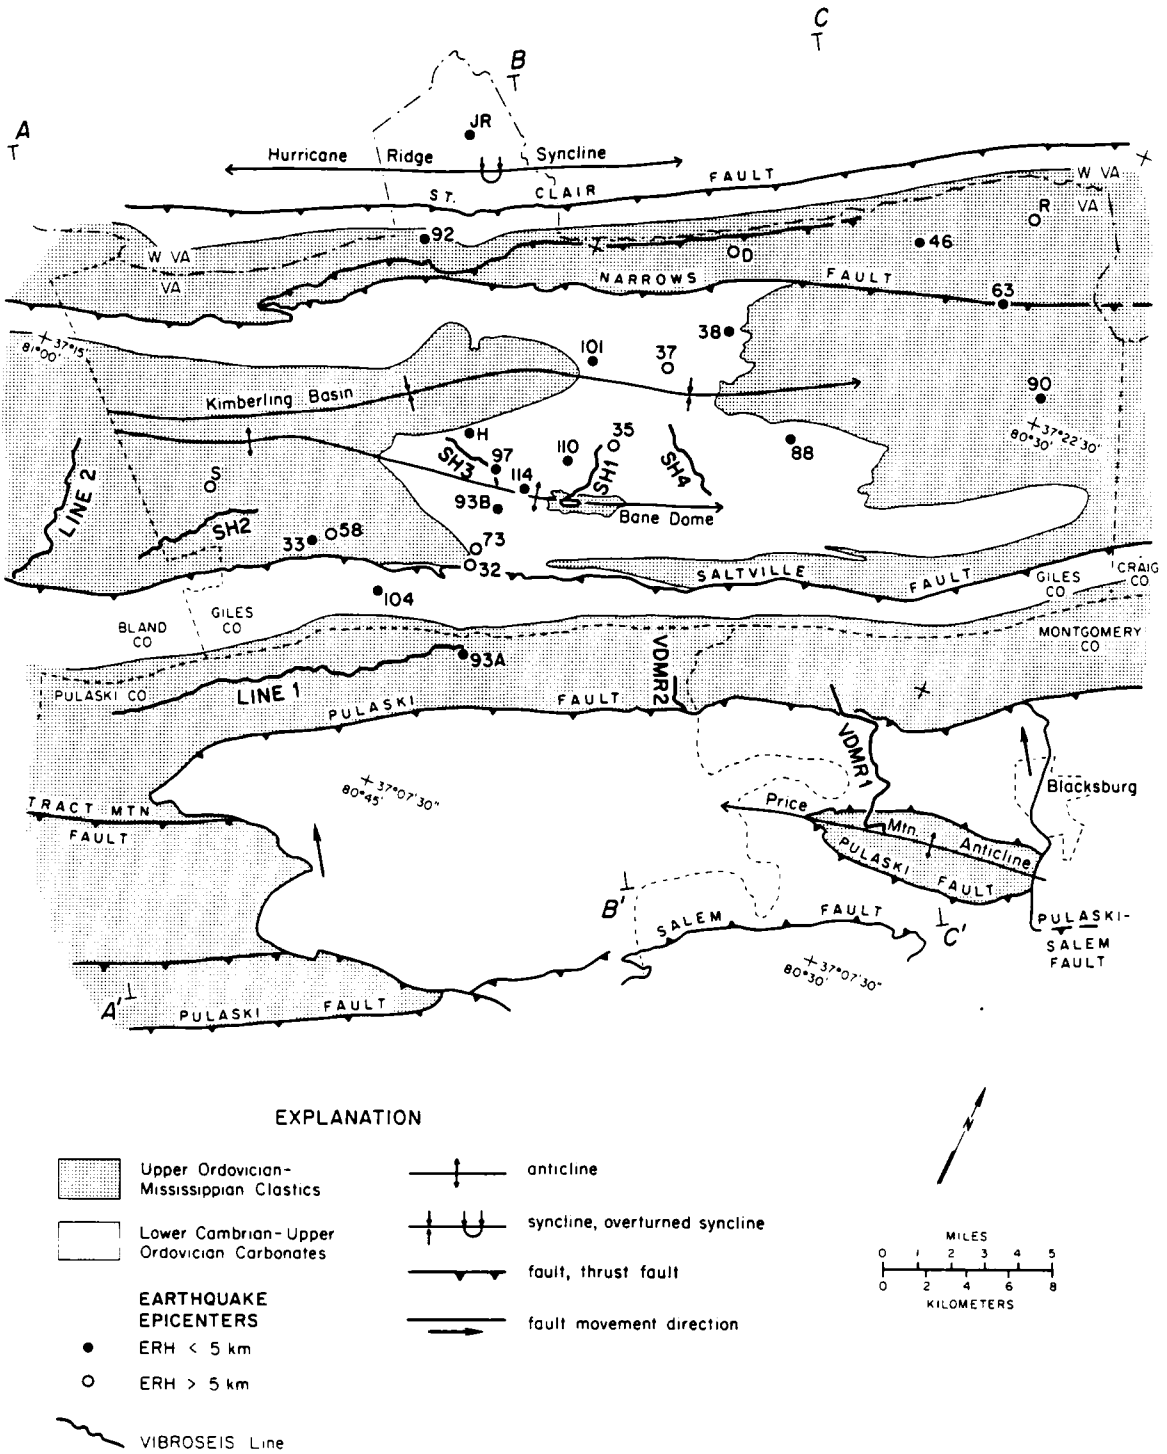 C
B
A
JR
Hurricane Ridge Syncline
ST. CLAIR FAULT
W VA
VA
R
92
W VA
VA
D
46
NARROWS FAULT
63
38
37°15'
81°00'
101
37
90
Kimberling Basin
37°22'30"
80°30'
H
35
88
110
97
SH3
SH1
SH4
114
S
LINE 2
93B
Bane Dome
SH2
58
33
73
32
SALTVILLE FAULT
GILES CO
CRAIG CO
104
BLAND CO
GILES CO
MONTGOMERY CO
93A
VDMR2
PULASKI CO
LINE 1
PULASKI FAULT
VDMR1
37°07'30"
80°45'
Blacksburg
TRACT MTN
FAULT
Price Mtn. Anticline
PULASKI FAULT
B'
SALEM FAULT
C'
PULASKI-
SALEM
FAULT
37°07'30"
80°30'
A'
PULASKI FAULT
N
EXPLANATION
Upper Ordovician-
Mississippian Clastics
Lower Cambrian-Upper
Ordovician Carbonates
EARTHQUAKE
EPICENTERS
ERH < 5 km
ERH > 5 km
VIBROSEIS Line
anticline
syncline, overturned syncline
fault, thrust fault
fault movement direction
MILES
0 1 2 3 4 5
0 2 4 6 8
KILOMETERS